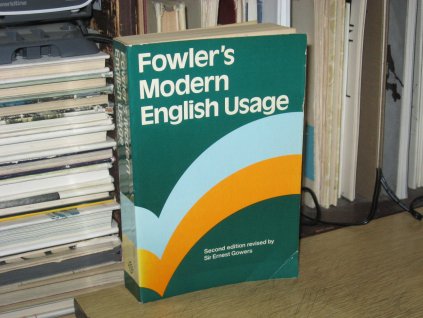 Fowler's
Modern
English Usage
Second edition revised by
Sir Ernest Gowers